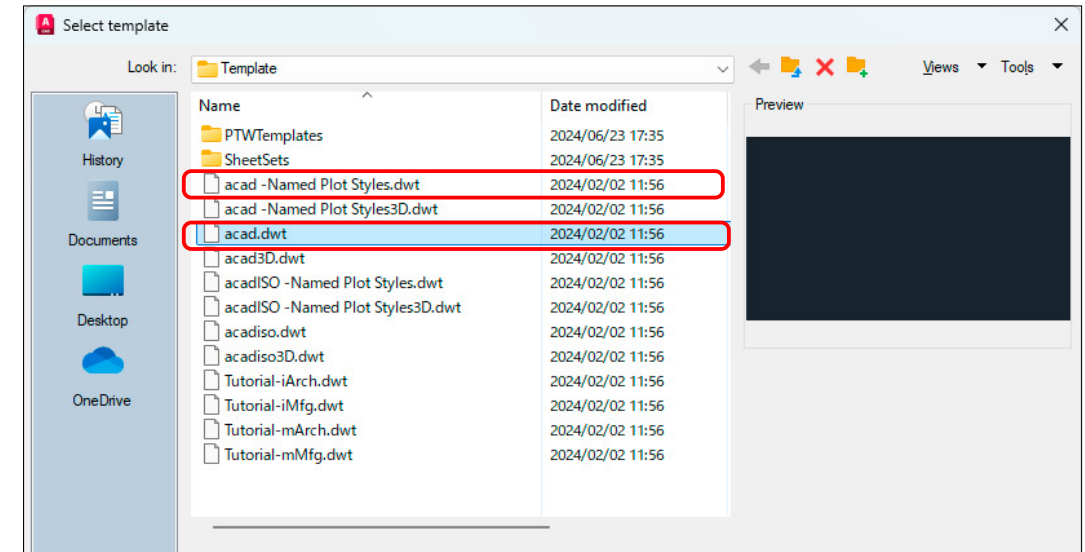 Select template
Look in: Template Views Tools
Name Date modified Preview
PTWTemplates 2024/06/23 17:35
SheetSets 2024/06/23 17:35
acad -Named Plot Styles.dwt 2024/02/02 11:56
acad -Named Plot Styles3D.dwt 2024/02/02 11:56
acad.dwt 2024/02/02 11:56
acad3D.dwt 2024/02/02 11:56
acadISO -Named Plot Styles.dwt 2024/02/02 11:56
acadISO -Named Plot Styles3D.dwt 2024/02/02 11:56
acadiso.dwt 2024/02/02 11:56
acadiso3D.dwt 2024/02/02 11:56
Tutorial-iArch.dwt 2024/02/02 11:56
Tutorial-iMfg.dwt 2024/02/02 11:56
Tutorial-mArch.dwt 2024/02/02 11:56
Tutorial-mMfg.dwt 2024/02/02 11:56
History
Documents
Desktop
OneDrive